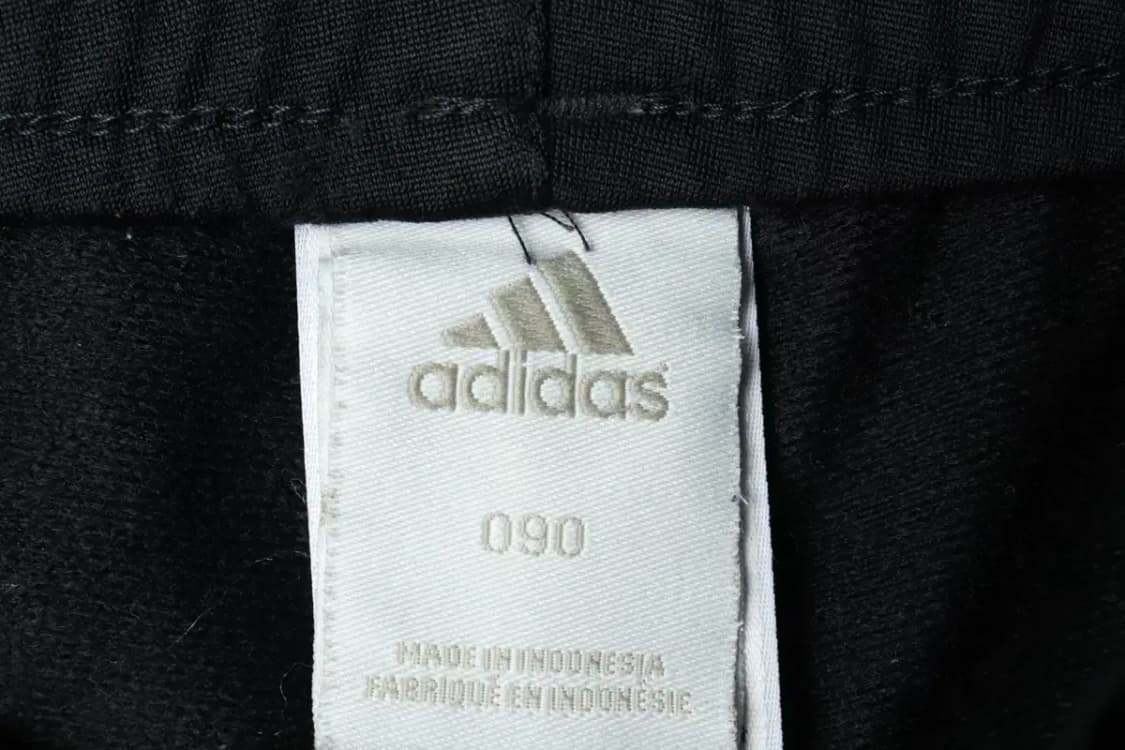 adidas
090
MADE IN INDONESIA
FABRIQUÉ EN INDONÉSIE